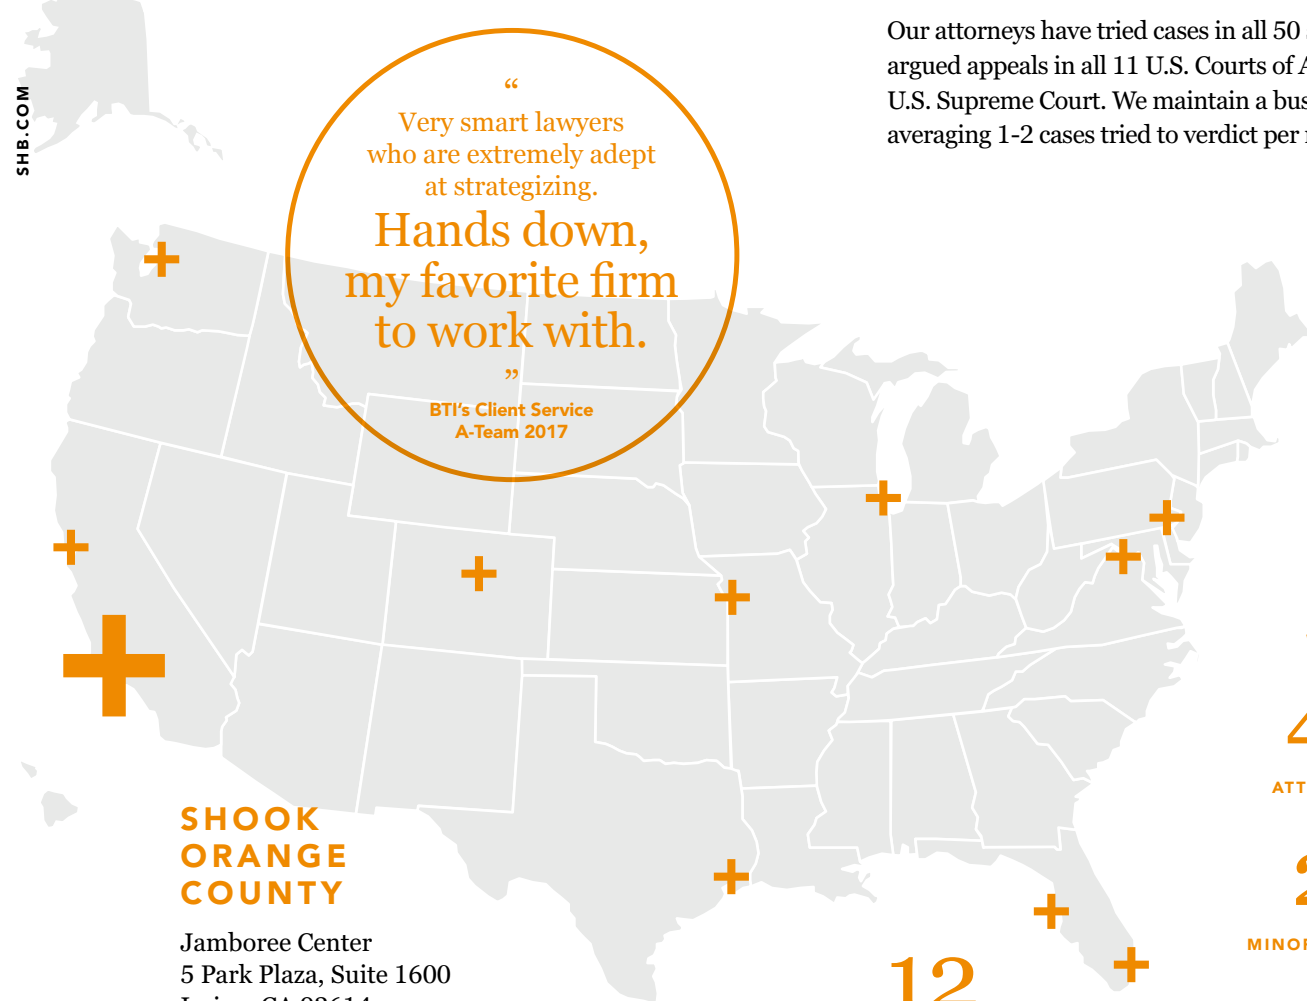 SHB.COM
Our attorneys have tried cases in all 50
argued appeals in all 11 U.S. Courts of
U.S. Supreme Court. We maintain a
averaging 1-2 cases tried to verdict per
“
Very smart lawyers
who are extremely adept
at strategizing.
Hands down,
my favorite firm
to work with.
”
BTI’s Client Service
A-Team 2017
SHOOK
ORANGE
COUNTY
Jamboree Center
5 Park Plaza, Suite 1600
12